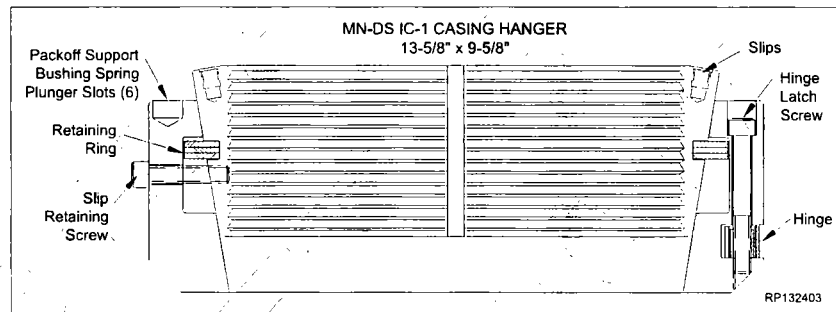 MN-DS IC-1 CASING HANGER
13-5/8" x 9-5/8"
Packoff Support
Bushing Spring
Plunger Slots (6)
Retaining
Ring
Slip
Retaining
Screw
Slips
Hinge
Latch
Screw
Hinge
RP132403